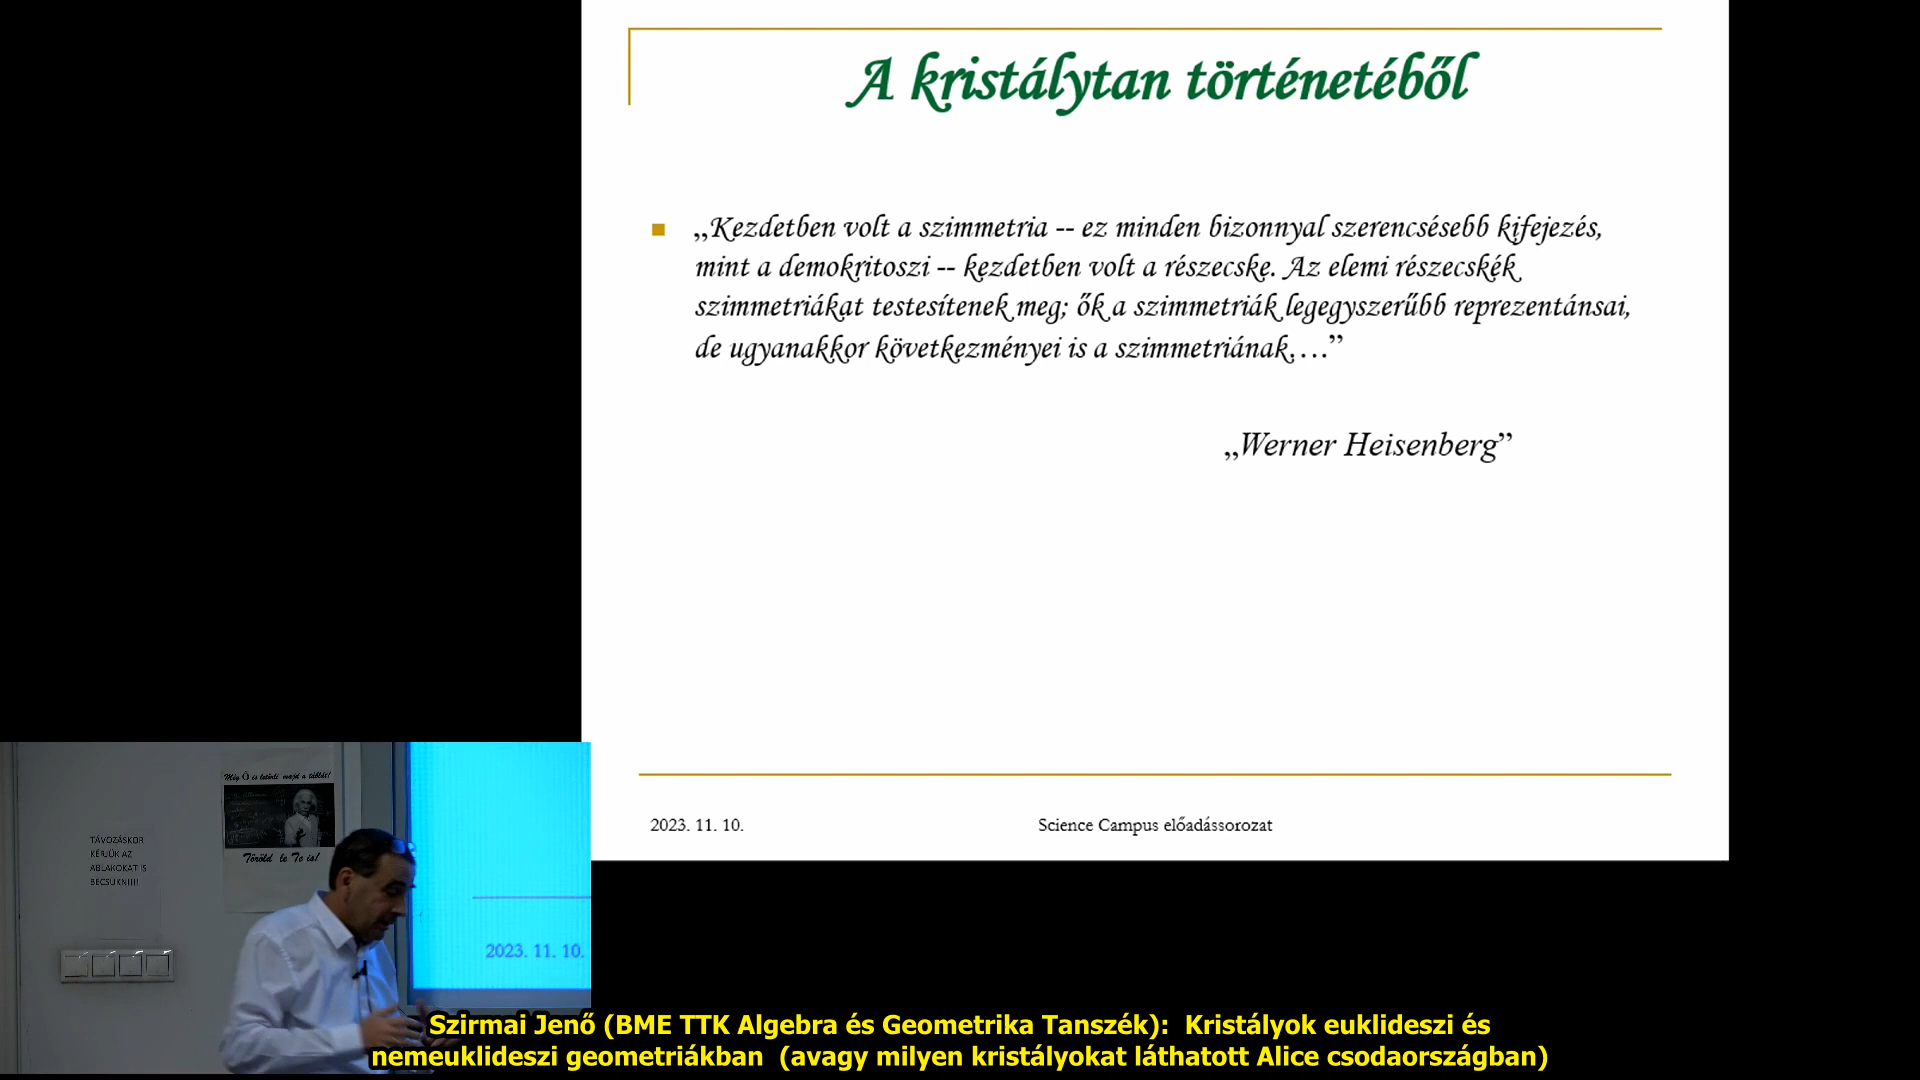 A kristálytan történetéből
„Kezdetben volt a szimmetria -- ez minden bizonnyal szerencsésebb kifejezés,
mint a demokritoszi -- kezdetben volt a részecske. Az elemi részecskék
szimmetriákat testesítenek meg; ők a szimmetriák legegyszerűbb reprezentánsai,
de ugyanakkor következményei is a szimmetriának….”
„Werner Heisenberg”
2023. 11. 10.
Science Campus előadássorozat
Még Ő is letörli majd a táblát!
Töröld le Te is!
TÁVOZÁSKOR
KÉRJÜK AZ
ABLAKOKAT IS
BECSUKNI!!!
2023. 11. 10.
Szirmai Jenő (BME TTK Algebra és Geometrika Tanszék): Kristályok euklideszi és
nemeuklideszi geometriákban (avagy milyen kristályokat láthatott Alice csodaországban)